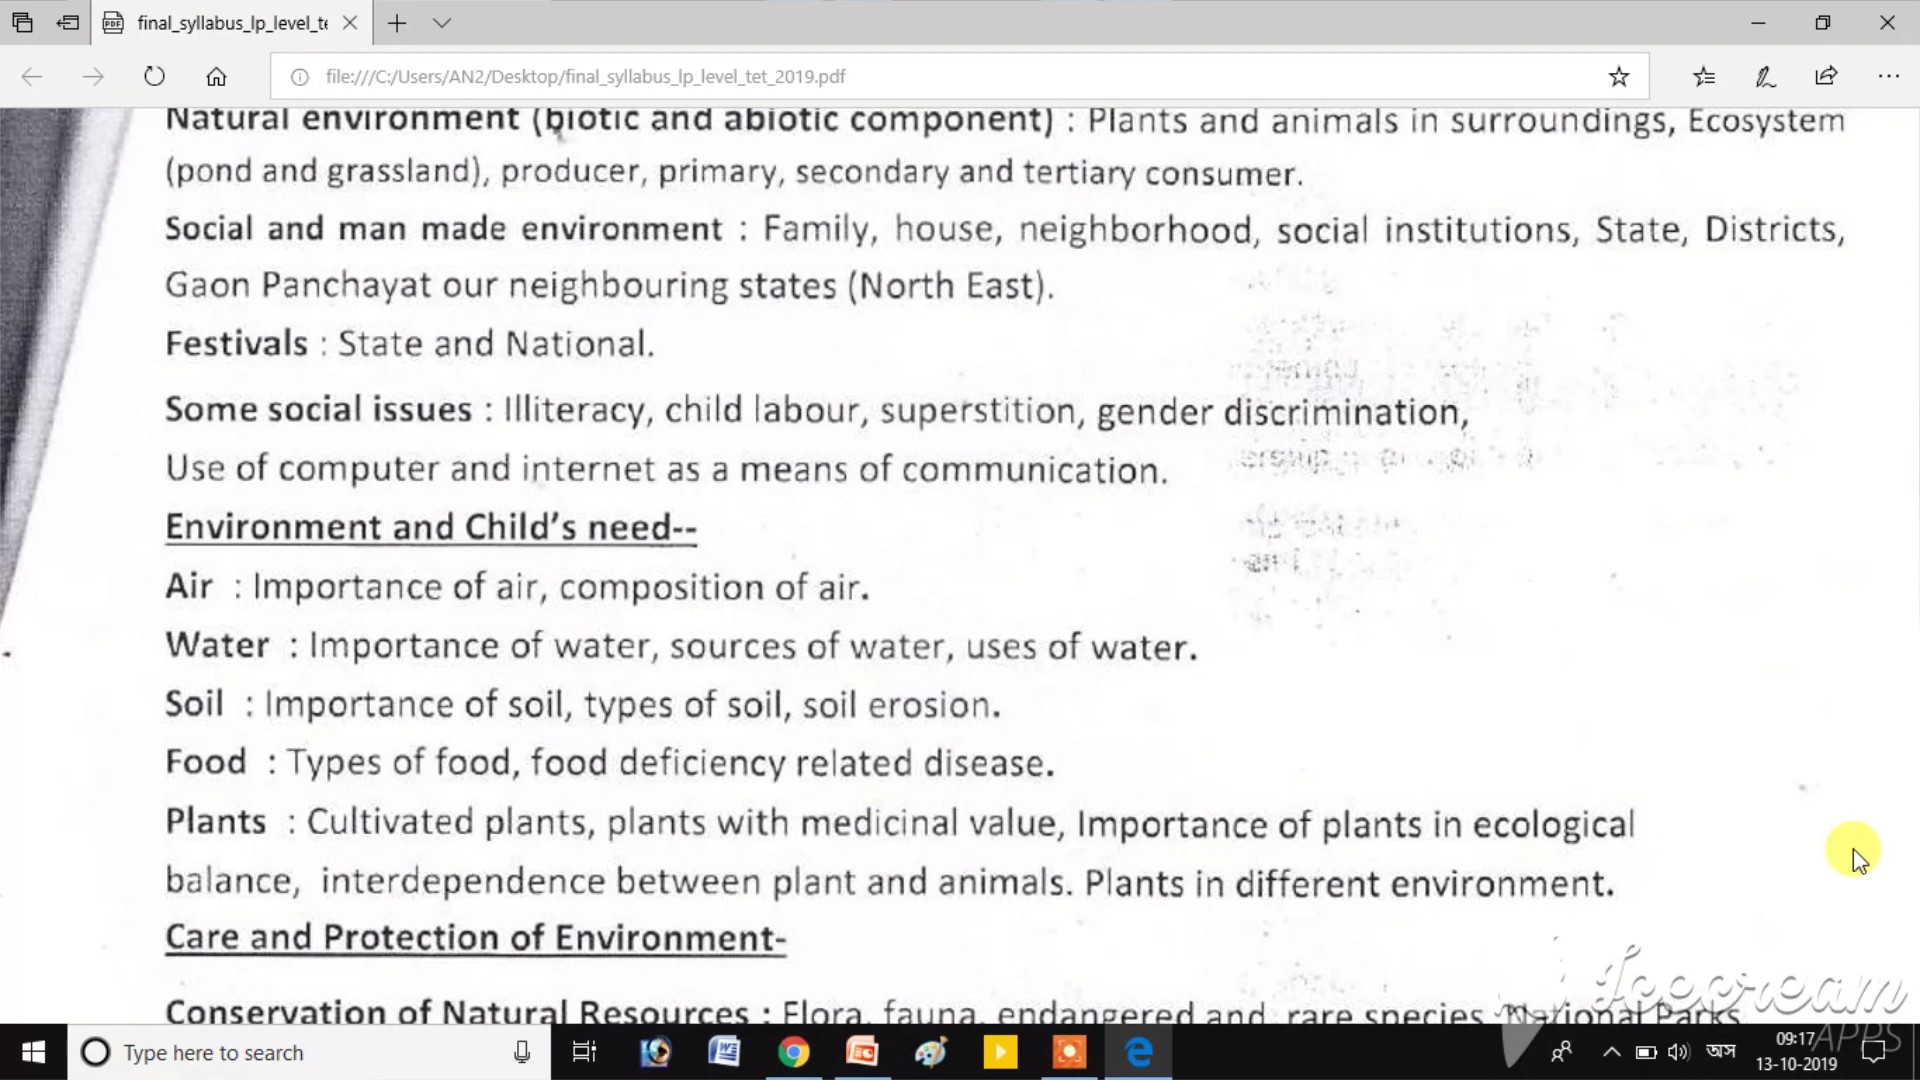 final_syllabus_lp_level_te
file:///C:/Users/AN2/Desktop/final_syllabus_lp_level_tet_2019.pdf
Natural environment (biotic and abiotic component) : Plants and animals in surroundings, Ecosystem
(pond and grassland), producer, primary, secondary and tertiary consumer.
Social and man made environment : Family, house, neighborhood, social institutions, State, Districts,
Gaon Panchayat our neighbouring states (North East).
Festivals : State and National.
Some social issues : Illiteracy, child labour, superstition, gender discrimination,
Use of computer and internet as a means of communication.
Environment and Child's need--
Air : Importance of air, composition of air.
Water : Importance of water, sources of water, uses of water.
Soil : Importance of soil, types of soil, soil erosion.
Food : Types of food, food deficiency related disease.
Plants : Cultivated plants, plants with medicinal value, Importance of plants in ecological
balance, interdependence between plant and animals. Plants in different environment.
Care and Protection of Environment-
Conservation of Natural Resources : Flora, fauna, endangered and rare species National Parks
Icecream
APPS
Type here to search
অস
09:17
13-10-2019